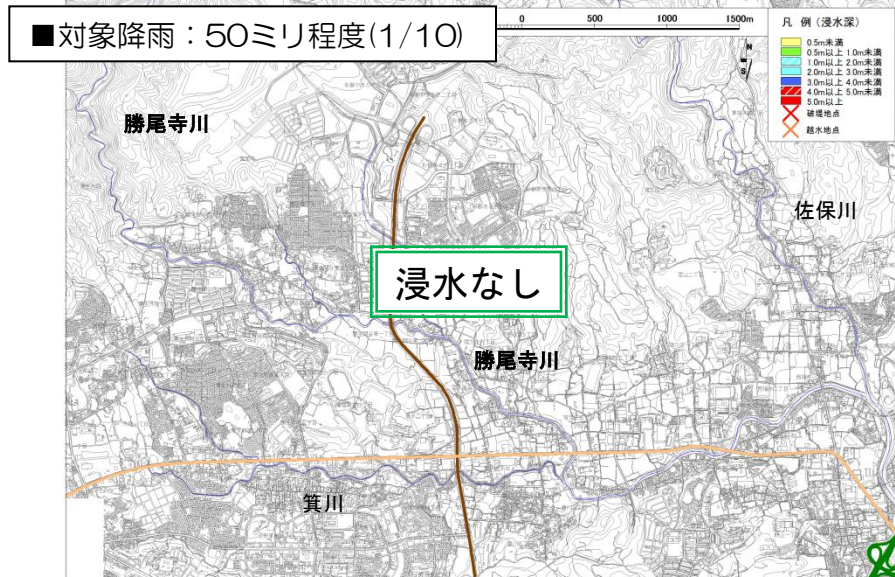 ■対象降雨：50ミリ程度(1/10)
0 500 1000 1500m
N
S
凡 例（浸水深）
0.5m未満
0.5m以上 1.0m未満
1.0m以上 2.0m未満
2.0m以上 3.0m未満
3.0m以上 4.0m未満
4.0m以上 5.0m未満
5.0m以上
破堤地点
越水地点
勝尾寺川
佐保川
浸水なし
勝尾寺川
箕川